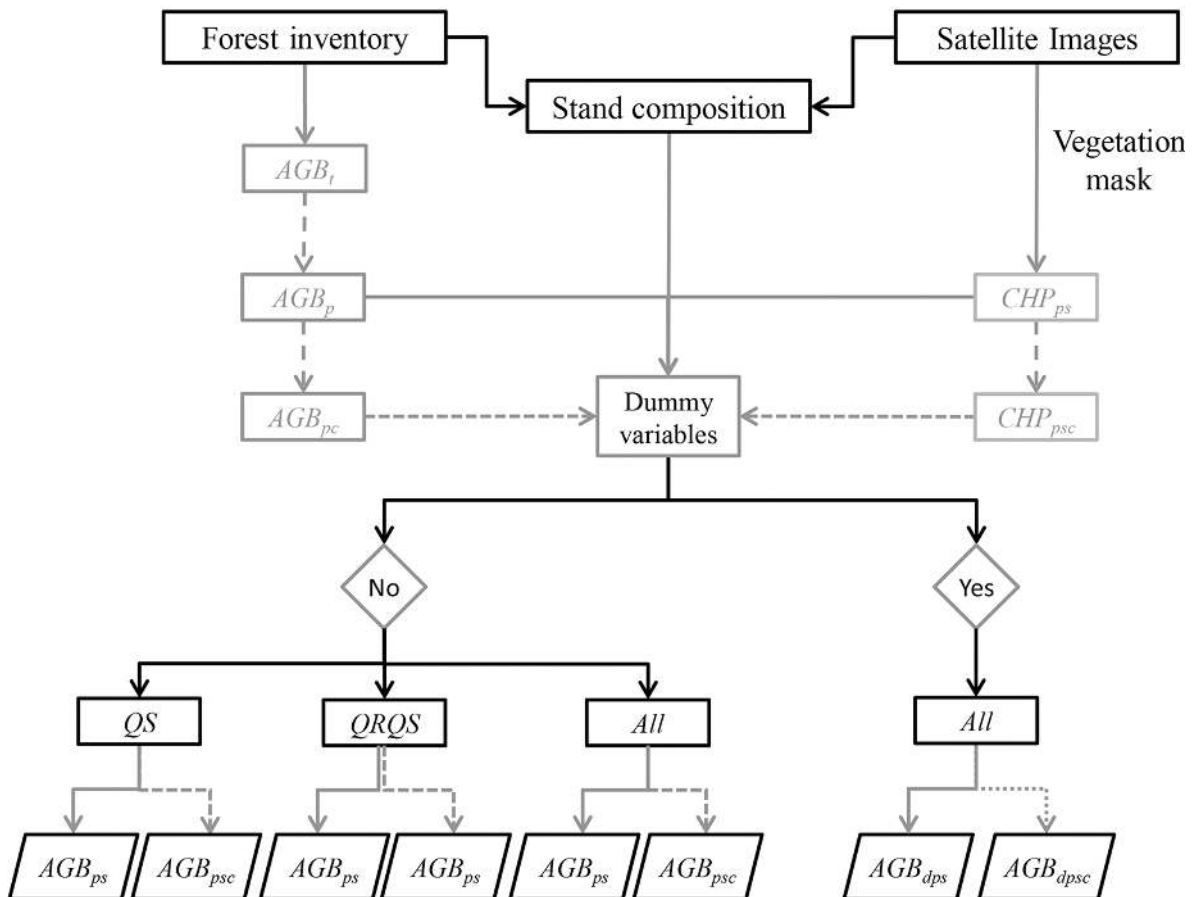 Forest inventory
Satellite Images
Stand composition
Vegetation
mask
AGB_t
AGB_p
CHP_ps
AGB_pc
Dummy
variables
CHP_psc
No
Yes
QS
QRQS
All
All
AGB_ps
AGB_psc
AGB_ps
AGB_ps
AGB_ps
AGB_psc
AGB_dps
AGB_dpsc